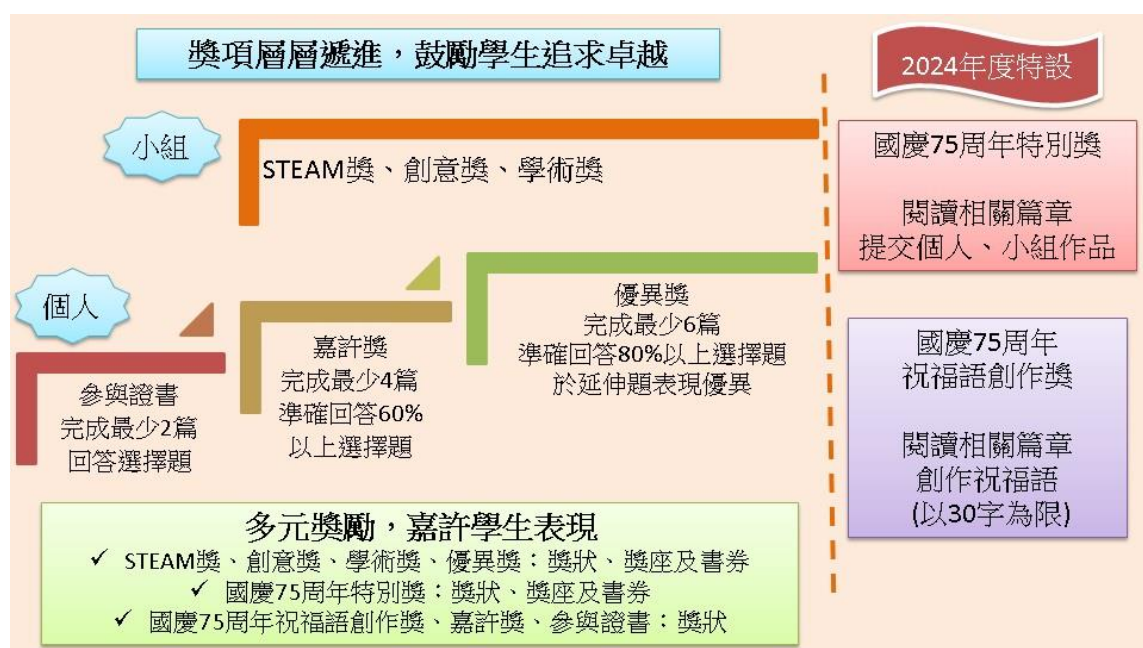 獎項層層遞進，鼓勵學生追求卓越
小組
STEAM獎、創意獎、學術獎
個人
參與證書
完成最少2篇
回答選擇題
嘉許獎
完成最少4篇
準確回答60%
以上選擇題
優異獎
完成最少6篇
準確回答80%以上選擇題
於延伸題表現優異
多元獎勵，嘉許學生表現
✓ STEAM獎、創意獎、學術獎、優異獎：獎狀、獎座及書券
✓ 國慶75周年特別獎：獎狀、獎座及書券
✓ 國慶75周年祝福語創作獎、嘉許獎、參與證書：獎狀
2024年度特設
國慶75周年特別獎
閱讀相關篇章
提交個人、小組作品
國慶75周年
祝福語創作獎
閱讀相關篇章
創作祝福語
(以30字為限)